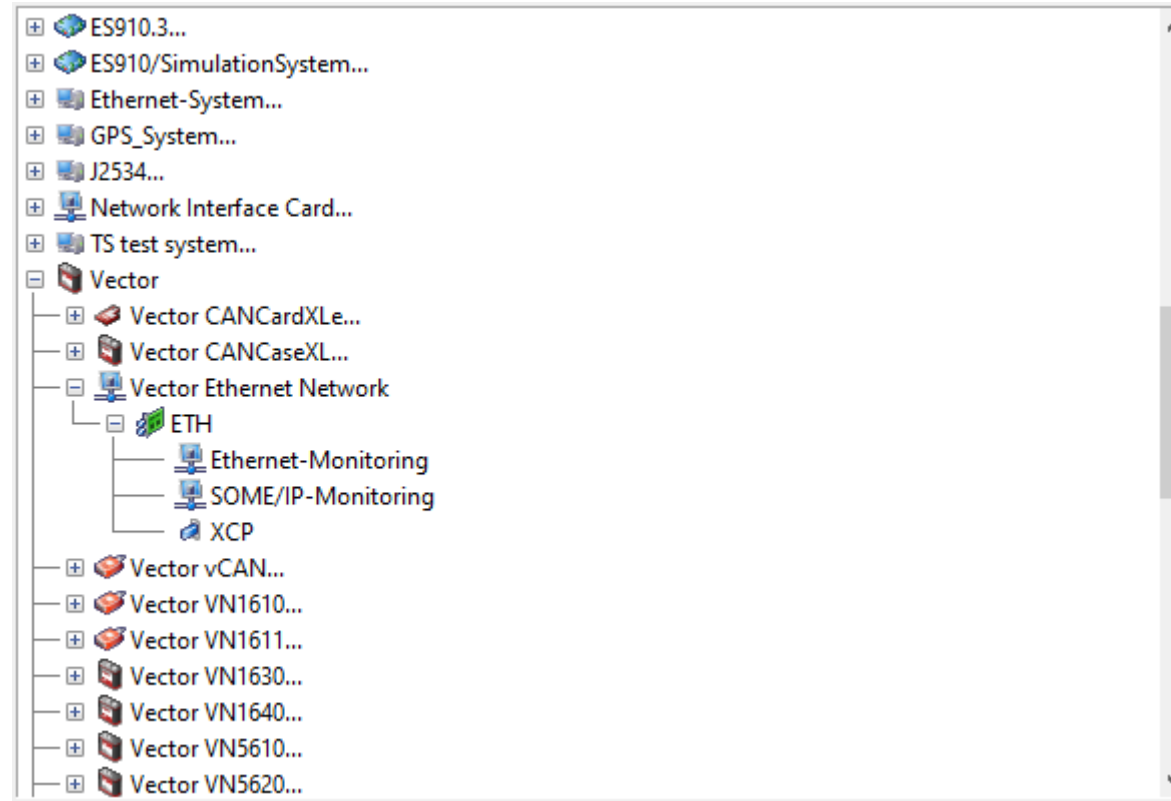 ES910.3...
ES910/SimulationSystem...
Ethernet-System...
GPS_System...
J2534...
Network Interface Card...
TS test system...
Vector
Vector CANCardXLe...
Vector CANCaseXL...
Vector Ethernet Network
ETH
Ethernet-Monitoring
SOME/IP-Monitoring
XCP
Vector vCAN...
Vector VN1610...
Vector VN1611...
Vector VN1630...
Vector VN1640...
Vector VN5610...
Vector VN5620...